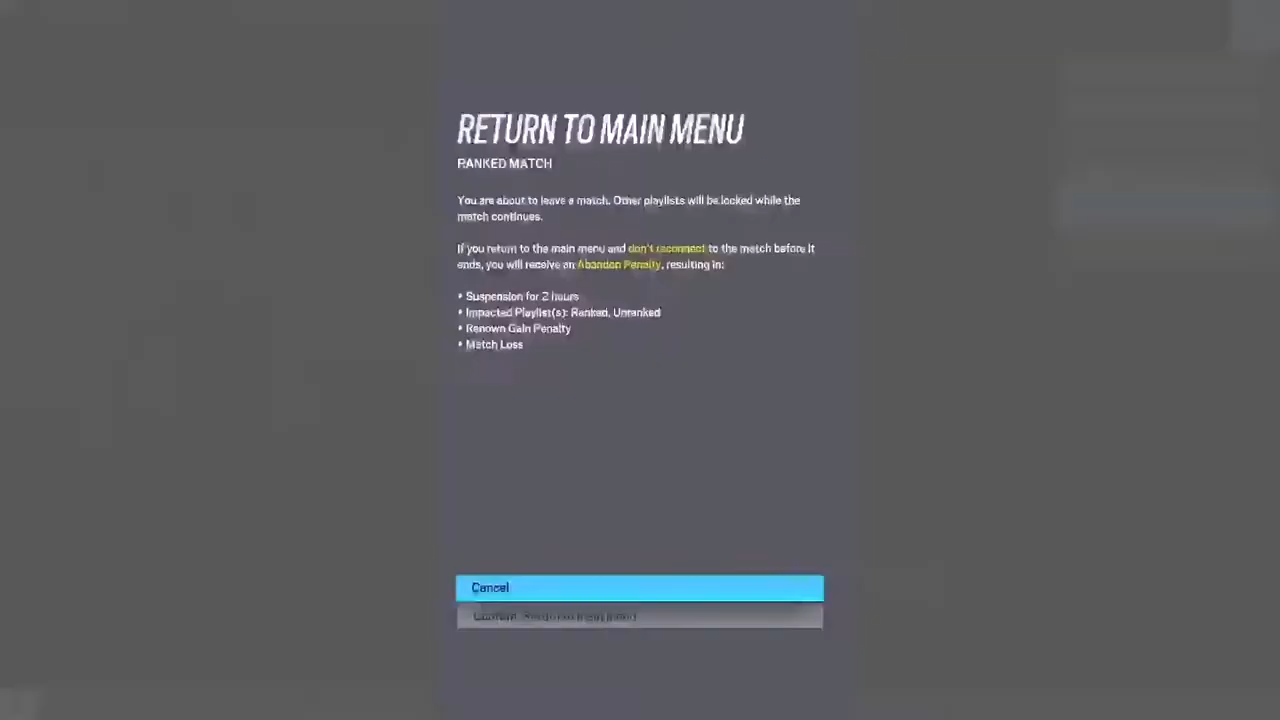 RETURN TO MAIN MENU
RANKED MATCH
You are about to leave a match. Other playlists will be locked while the
match continues.
If you return to the main menu and don't reconnect to the match before it
ends, you will receive an Abandon Penalty, resulting in:
• Suspension for 2 hours
• Impacted Playlist(s): Ranked, Unranked
• Renown Gain Penalty
• Match Loss
Cancel